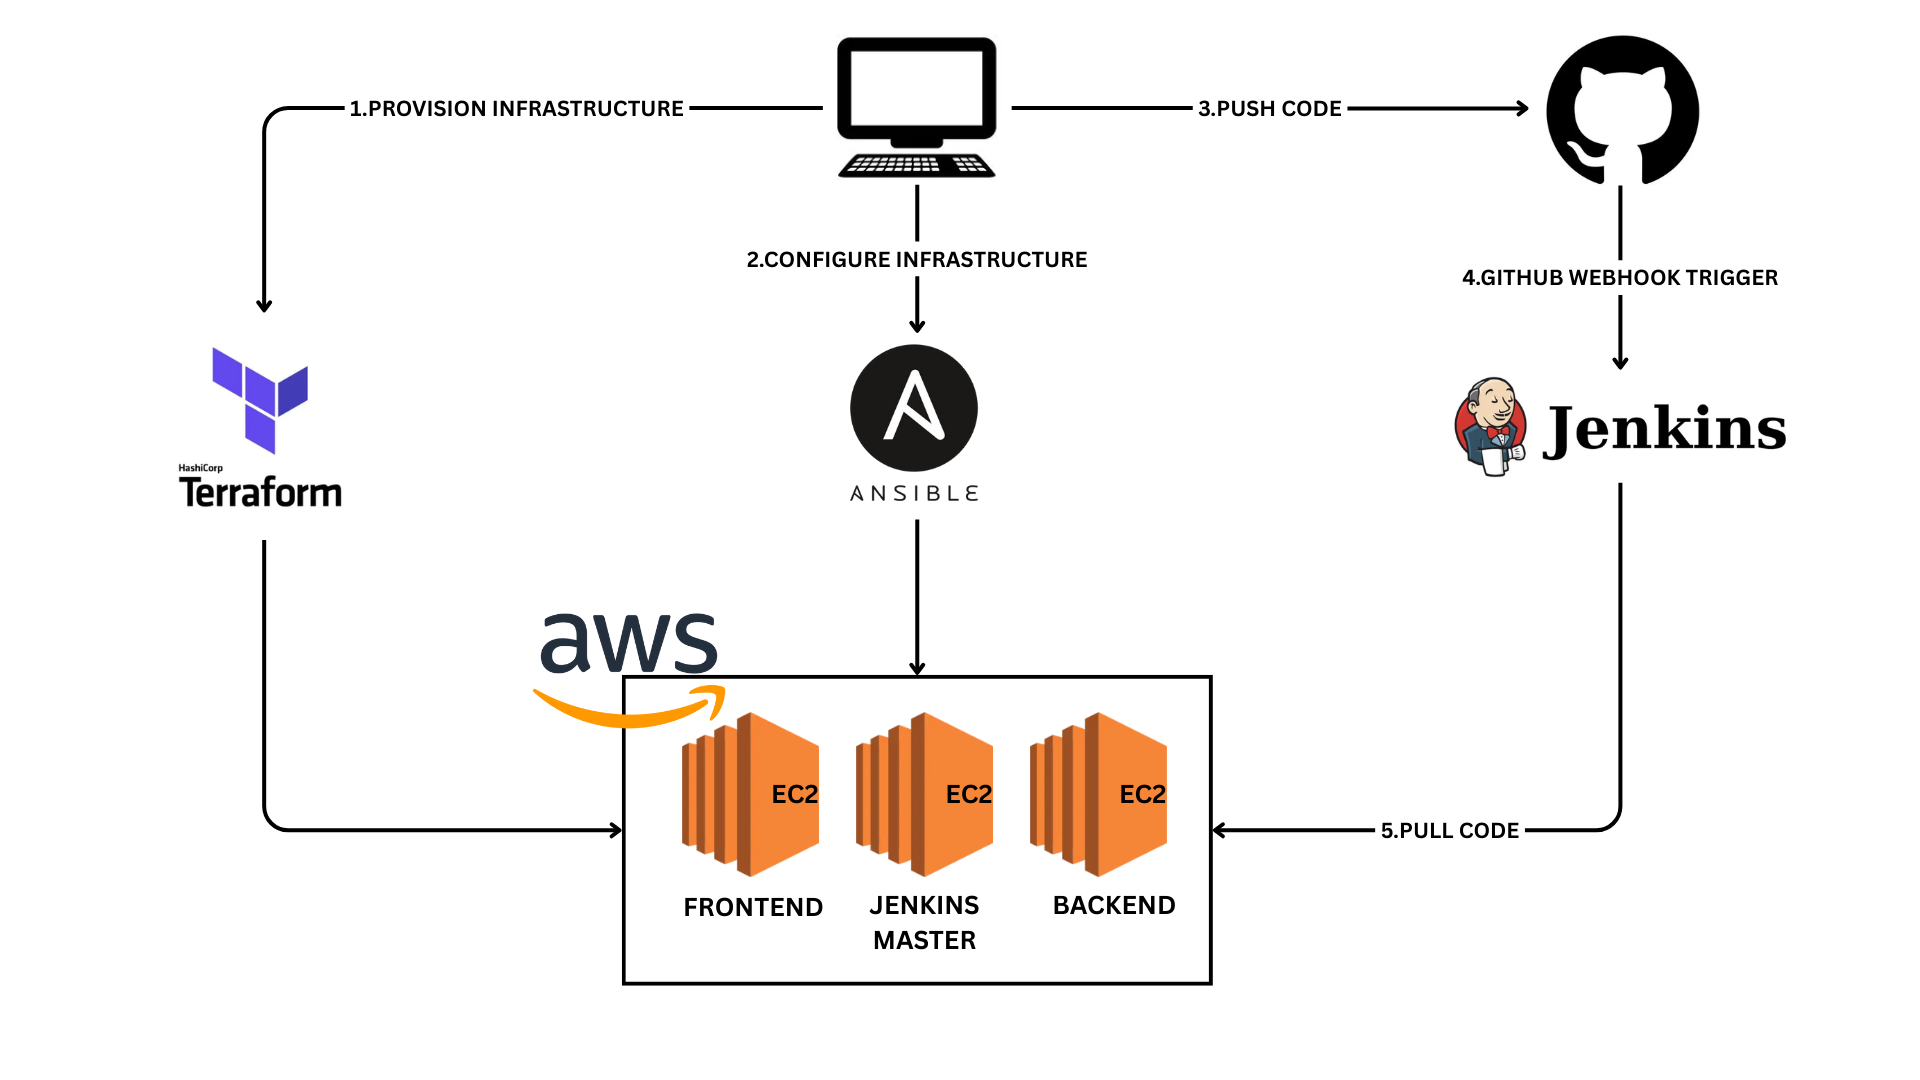 1.PROVISION INFRASTRUCTURE
3.PUSH CODE
2.CONFIGURE INFRASTRUCTURE
4.GITHUB WEBHOOK TRIGGER
HashiCorp
Terraform
ANSIBLE
Jenkins
aws
EC2
EC2
EC2
5.PULL CODE
FRONTEND
JENKINS
MASTER
BACKEND